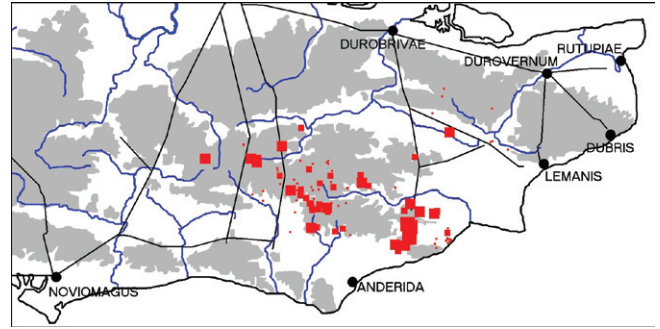 DUROBRIVAE
RUTUPIAE
DUROVERNUM
DUBRIS
LEMANIS
NOVIOMAGUS
ANDERIDA